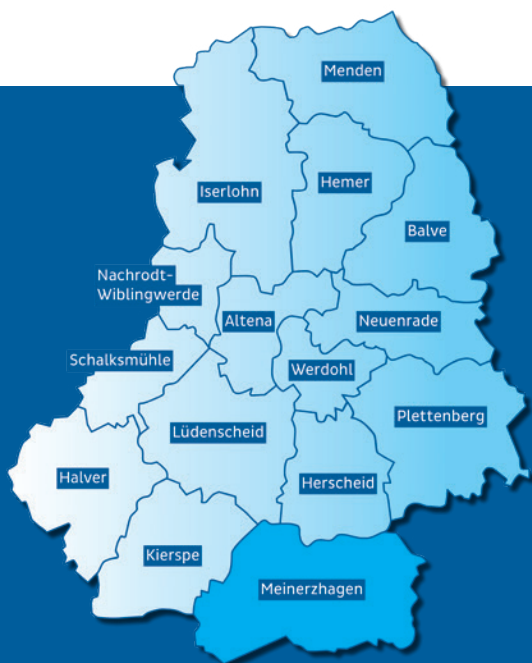 Menden
Hemer
Iserlohn
Balve
Nachrodt-
Wiblingwerde
Altena
Neuenrade
Schalksmühle
Werdohl
Plettenberg
Lüdenscheid
Halver
Herscheid
Kierspe
Meinerzhagen